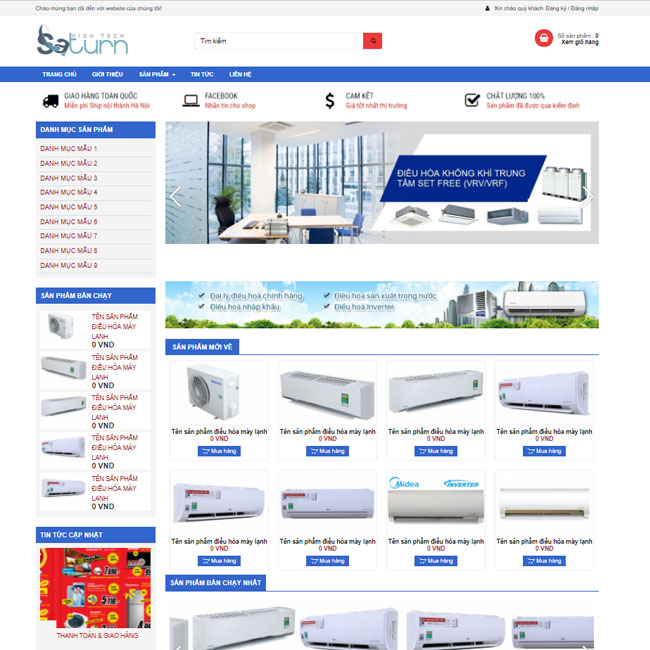 Chào mừng bạn đã đến với website của chúng tôi!
Xin chào quý khách Đăng ký / Đăng nhập
HIGH TECH
Saturn
Tìm kiếm
Số sản phẩm : 0
Xem giỏ hàng
TRANG CHỦ GIỚI THIỆU SẢN PHẨM TIN TỨC LIÊN HỆ
GIAO HÀNG TOÀN QUỐC
Miễn phí Ship nội thành Hà Nội
FACEBOOK
Nhắn tin cho shop
CAM KẾT
Giá tốt nhất thị trường
CHẤT LƯỢNG 100%
Sản phẩm đã được qua kiểm định
DANH MỤC SẢN PHẨM
DANH MỤC MẪU 1
DANH MỤC MẪU 2
DANH MỤC MẪU 3
DANH MỤC MẪU 4
DANH MỤC MẪU 5
DANH MỤC MẪU 6
DANH MỤC MẪU 7
DANH MỤC MẪU 8
DANH MỤC MẪU 9
ĐIỀU HÒA KHÔNG KHÍ TRUNG
TÂM SET FREE (VRV/VRF)
Đại lý điều hoà chính hãng
Điều hoà nhập khẩu
Điều hoà sản xuất trong nước
Điều hoà Inverter
SẢN PHẨM BÁN CHẠY
TÊN SẢN PHẨM
ĐIỀU HÒA MÁY
LẠNH
0 VND
TÊN SẢN PHẨM
ĐIỀU HÒA MÁY
LẠNH
0 VND
TÊN SẢN PHẨM
ĐIỀU HÒA MÁY
LẠNH
0 VND
TÊN SẢN PHẨM
ĐIỀU HÒA MÁY
LẠNH
0 VND
TÊN SẢN PHẨM
ĐIỀU HÒA MÁY
LẠNH
0 VND
SẢN PHẨM MỚI VỀ
Tên sản phẩm điều hòa máy lạnh
0 VND
Mua hàng
Tên sản phẩm điều hòa máy lạnh
0 VND
Mua hàng
Tên sản phẩm điều hòa máy lạnh
0 VND
Mua hàng
Tên sản phẩm điều hòa máy lạnh
0 VND
Mua hàng
Tên sản phẩm điều hòa máy lạnh
0 VND
Mua hàng
Tên sản phẩm điều hòa máy lạnh
0 VND
Mua hàng
Midea INVERTER
Tên sản phẩm điều hòa máy lạnh
0 VND
Mua hàng
Tên sản phẩm điều hòa máy lạnh
0 VND
Mua hàng
TIN TỨC CẬP NHẬT
THANH TOÁN & GIAO HÀNG
SẢN PHẨM BÁN CHẠY NHẤT